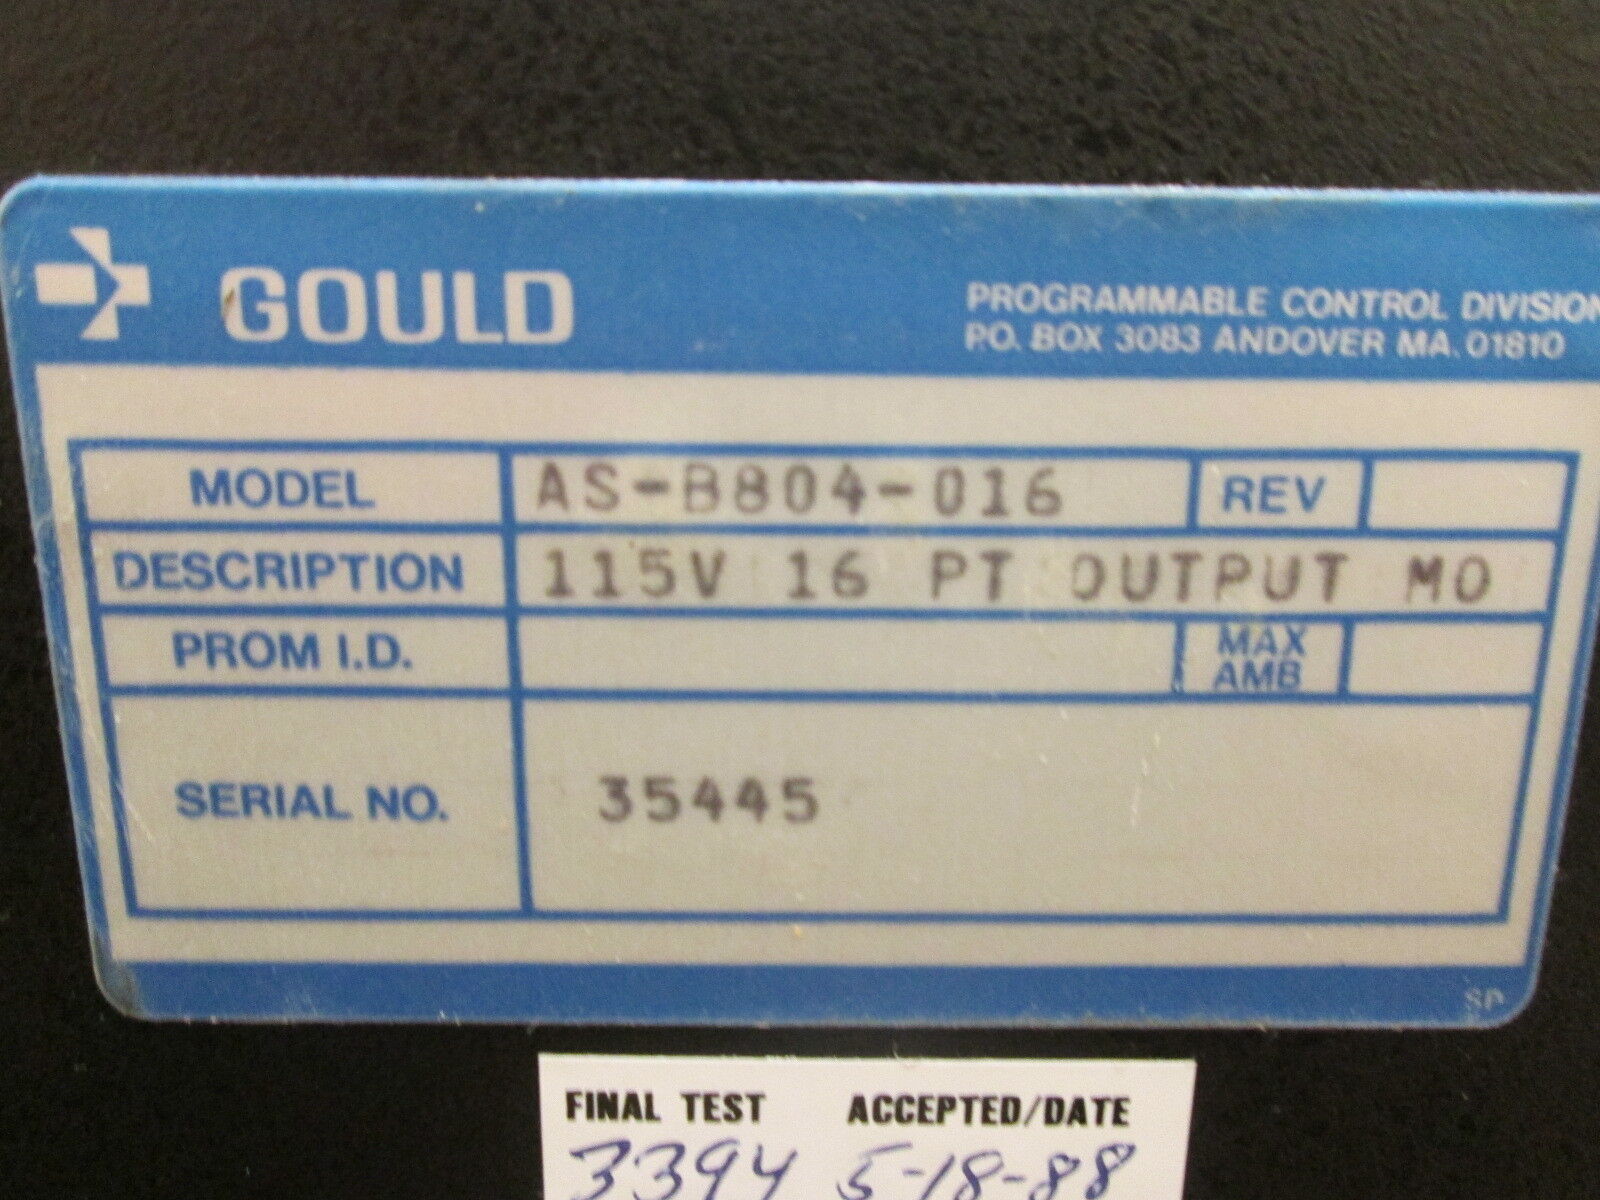 GOULD
PROGRAMMABLE CONTROL DIVISION
P.O. BOX 3083 ANDOVER MA. 01810
MODEL AS-B804-016 REV
DESCRIPTION 115V 16 PT OUTPUT MO
PROM I.D. MAX AMB
SERIAL NO. 35445
SP
FINAL TEST ACCEPTED/DATE
3394 5-18-88